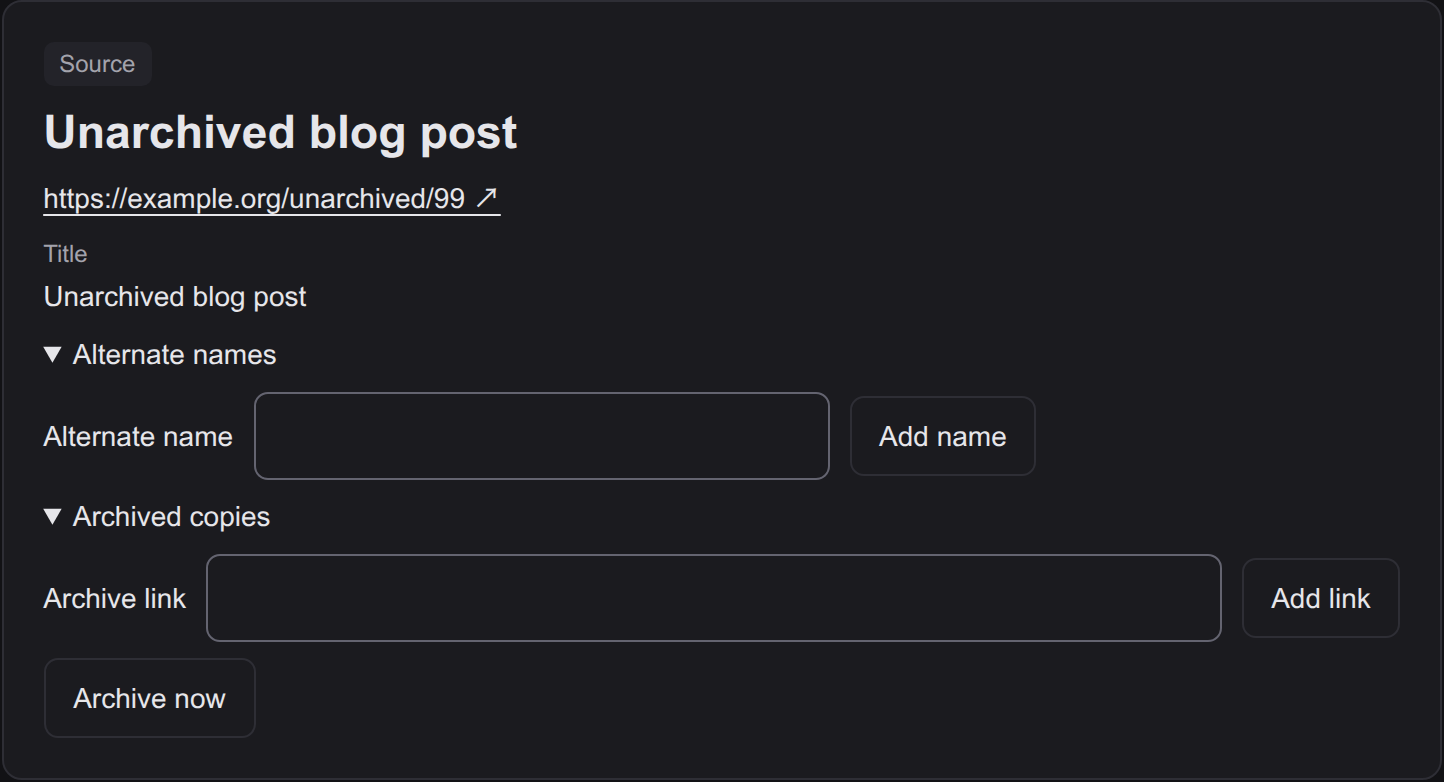 Source
Unarchived blog post
https://example.org/unarchived/99 ↗
Title
Unarchived blog post
▼ Alternate names
Alternate name Add name
▼ Archived copies
Archive link Add link
Archive now